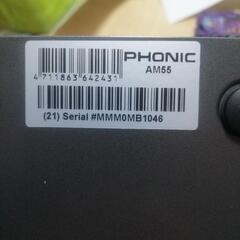 PHONIC
AM55
4 711863 642431
(21) Serial #MMM0MB1046